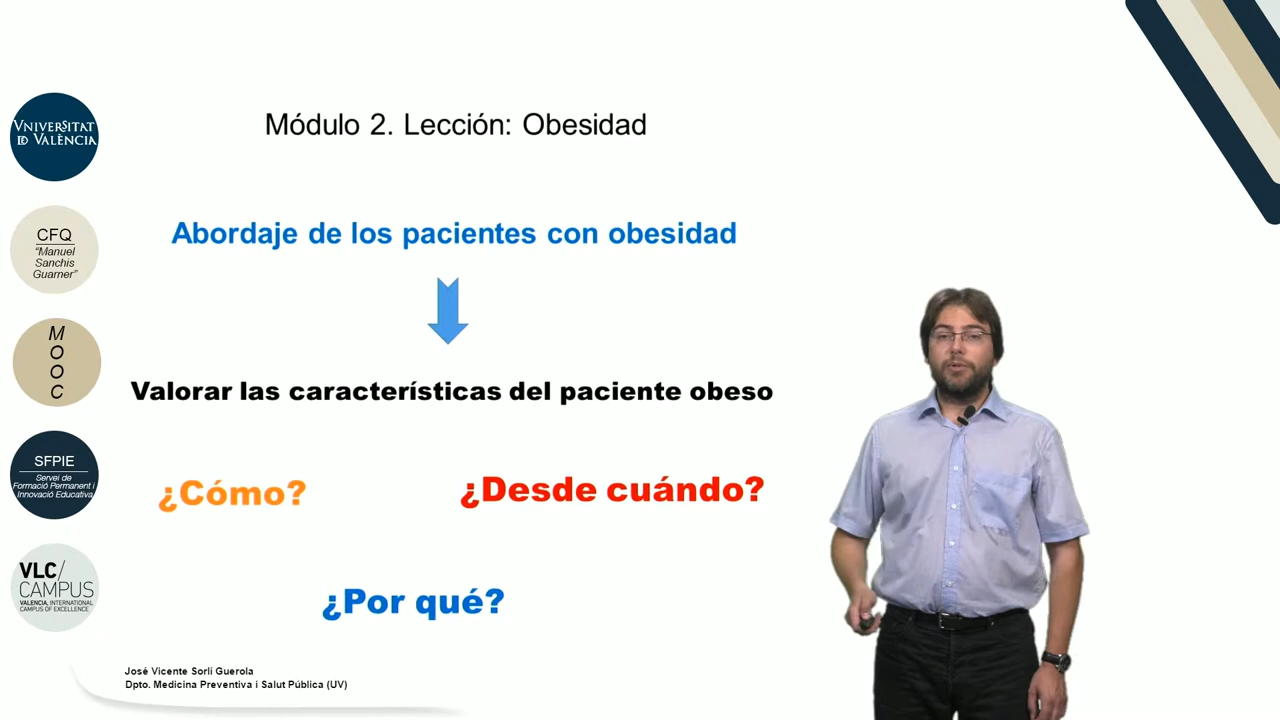 Módulo 2. Lección: Obesidad
VNIVERSITAT
ID VALÈNCIA
Abordaje de los pacientes con obesidad
CFQ
“Manuel
Sanchis
Guarner”
M
O
O
C
Valorar las características del paciente obeso
SFPIE
Servei de
Formació Permanent i
Innovació Educativa
¿Cómo?
¿Desde cuándo?
VLC/
CAMPUS
VALENCIA, INTERNATIONAL
CAMPUS OF EXCELLENCE
¿Por qué?
José Vicente Sorlí Guerola
Dpto. Medicina Preventiva i Salut Pública (UV)